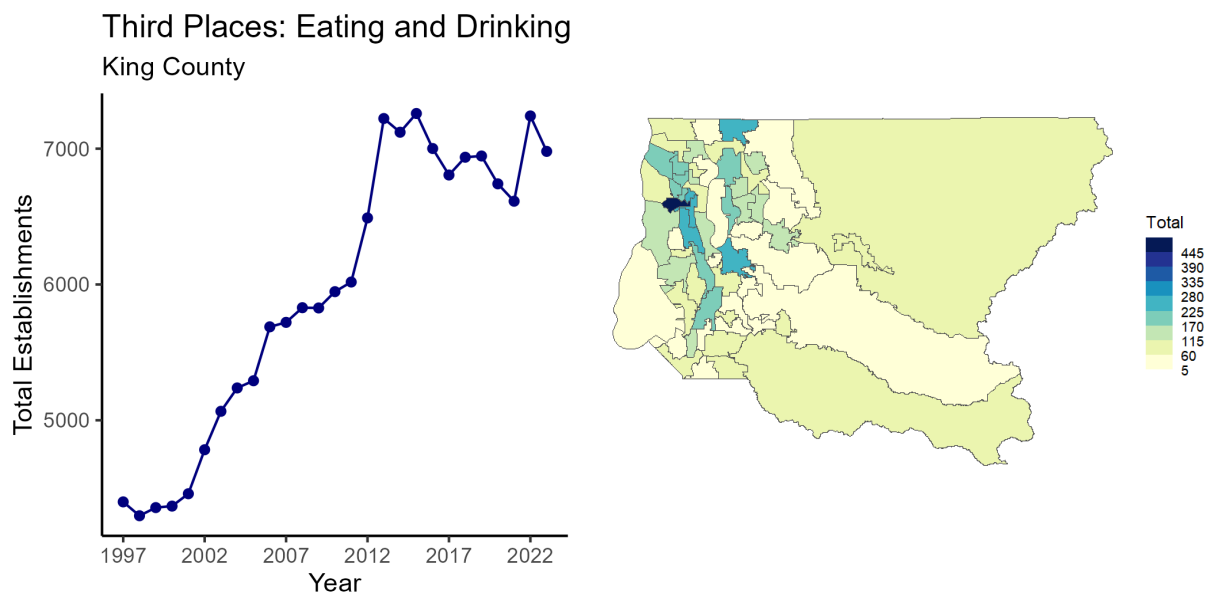 Third Places: Eating and Drinking
King County
Total Establishments
7000
6000
5000
1997 2002 2007 2012 2017 2022
Year
Total
445
390
335
280
225
170
115
60
5